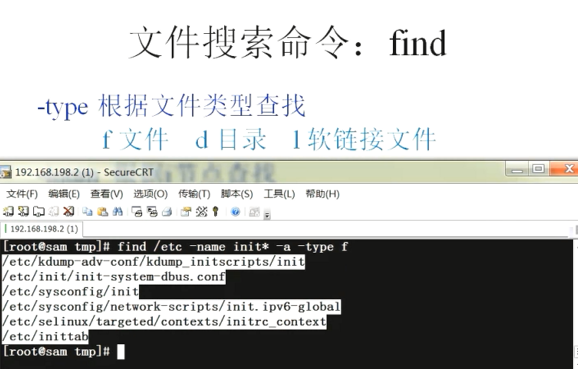 文件搜索命令：find
-type 根据文件类型查找
f 文件 d 目录 l 软链接文件
192.168.198.2 (1) - SecureCRT
文件(F) 编辑(E) 查看(V) 选项(O) 传输(T) 脚本(S) 工具(L) 帮助(H)
192.168.198.2 (1)
[root@sam tmp]# find /etc -name init* -a -type f
/etc/kdump-adv-conf/kdump_initscripts/init
/etc/init/init-system-dbus.conf
/etc/sysconfig/init
/etc/sysconfig/network-scripts/init.ipv6-global
/etc/selinux/targeted/contexts/initrc_context
/etc/inittab
[root@sam tmp]#